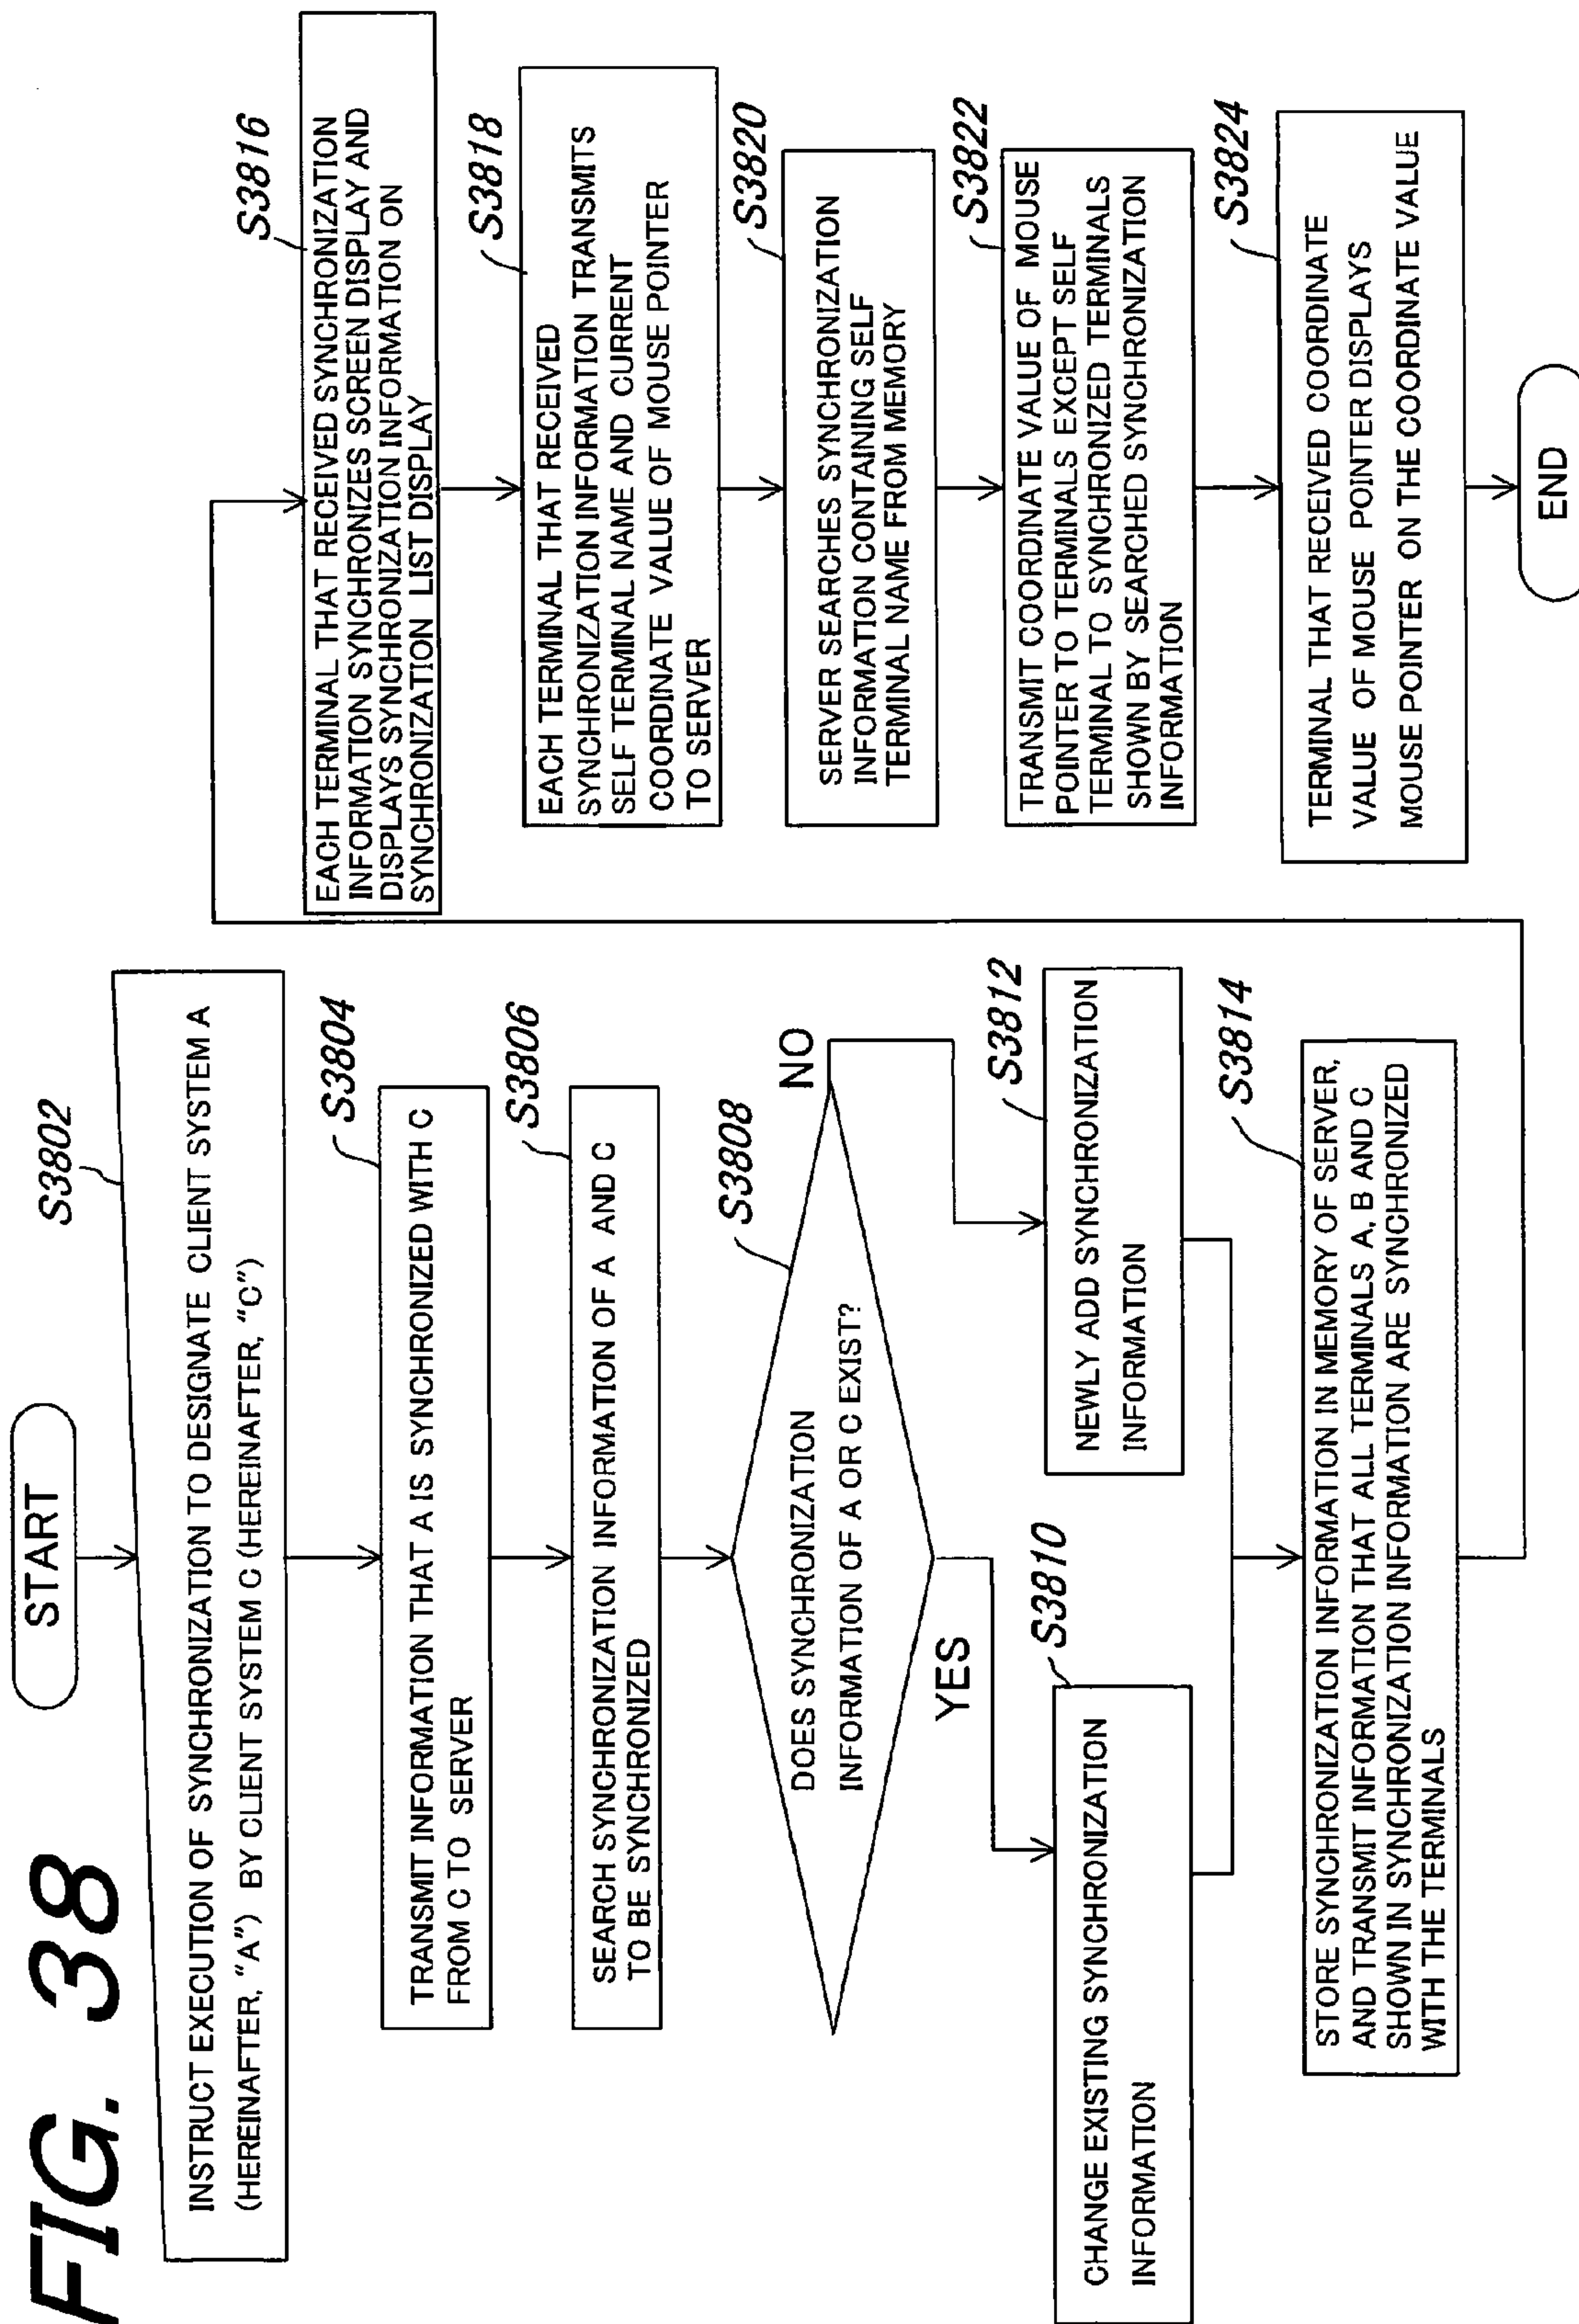 FIG. 38
START
S3802
INSTRUCT EXECUTION OF SYNCHRONIZATION TO DESIGNATE CLIENT SYSTEM A
(HEREINAFTER, "A") BY CLIENT SYSTEM C (HEREINAFTER, "C")
S3804
TRANSMIT INFORMATION THAT A IS SYNCHRONIZED WITH C
FROM C TO SERVER
S3806
SEARCH SYNCHRONIZATION INFORMATION OF A AND C
TO BE SYNCHRONIZED
S3808
DOES SYNCHRONIZATION
INFORMATION OF A OR C EXIST?
YES
NO
S3810
CHANGE EXISTING SYNCHRONIZATION
INFORMATION
S3812
NEWLY ADD SYNCHRONIZATION
INFORMATION
S3814
STORE SYNCHRONIZATION INFORMATION IN MEMORY OF SERVER,
AND TRANSMIT INFORMATION THAT ALL TERMINALS A, B AND C
SHOWN IN SYNCHRONIZATION INFORMATION ARE SYNCHRONIZED
WITH THE TERMINALS
S3816
EACH TERMINAL THAT RECEIVED SYNCHRONIZATION
INFORMATION SYNCHRONIZES SCREEN DISPLAY AND
DISPLAYS SYNCHRONIZATION INFORMATION ON
SYNCHRONIZATION LIST DISPLAY
S3818
EACH TERMINAL THAT RECEIVED
SYNCHRONIZATION INFORMATION TRANSMITS
SELF TERMINAL NAME AND CURRENT
COORDINATE VALUE OF MOUSE POINTER
TO SERVER
S3820
SERVER SEARCHES SYNCHRONIZATION
INFORMATION CONTAINING SELF
TERMINAL NAME FROM MEMORY
S3822
TRANSMIT COORDINATE VALUE OF MOUSE
POINTER TO TERMINALS EXCEPT SELF
TERMINAL TO SYNCHRONIZED TERMINALS
SHOWN BY SEARCHED SYNCHRONIZATION
INFORMATION
S3824
TERMINAL THAT RECEIVED COORDINATE
VALUE OF MOUSE POINTER DISPLAYS
MOUSE POINTER ON THE COORDINATE VALUE
END